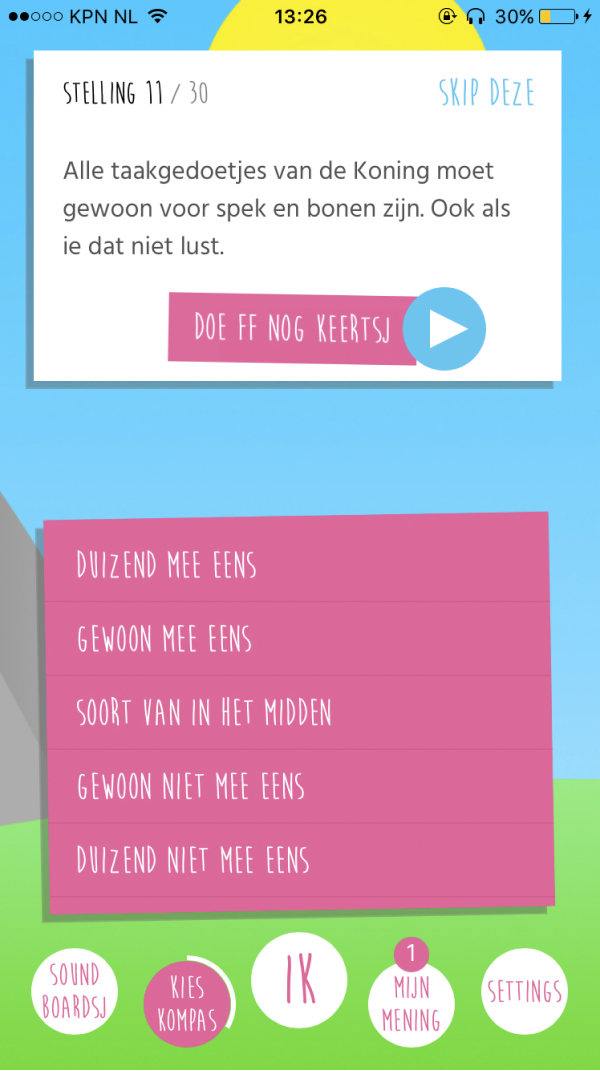 KPN NL 13:26 30%
STELLING 11 / 30 SKIP DEZE
Alle taakgedoetjes van de Koning moet
gewoon voor spek en bonen zijn. Ook als
ie dat niet lust.
DOE FF NOG KEERTSJ
DUIZEND MEE EENS
GEWOON MEE EENS
SOORT VAN IN HET MIDDEN
GEWOON NIET MEE EENS
DUIZEND NIET MEE EENS
SOUND
BOARDSJ
KIES
KOMPAS
IK
1
MIJN
MENING
SETTINGS